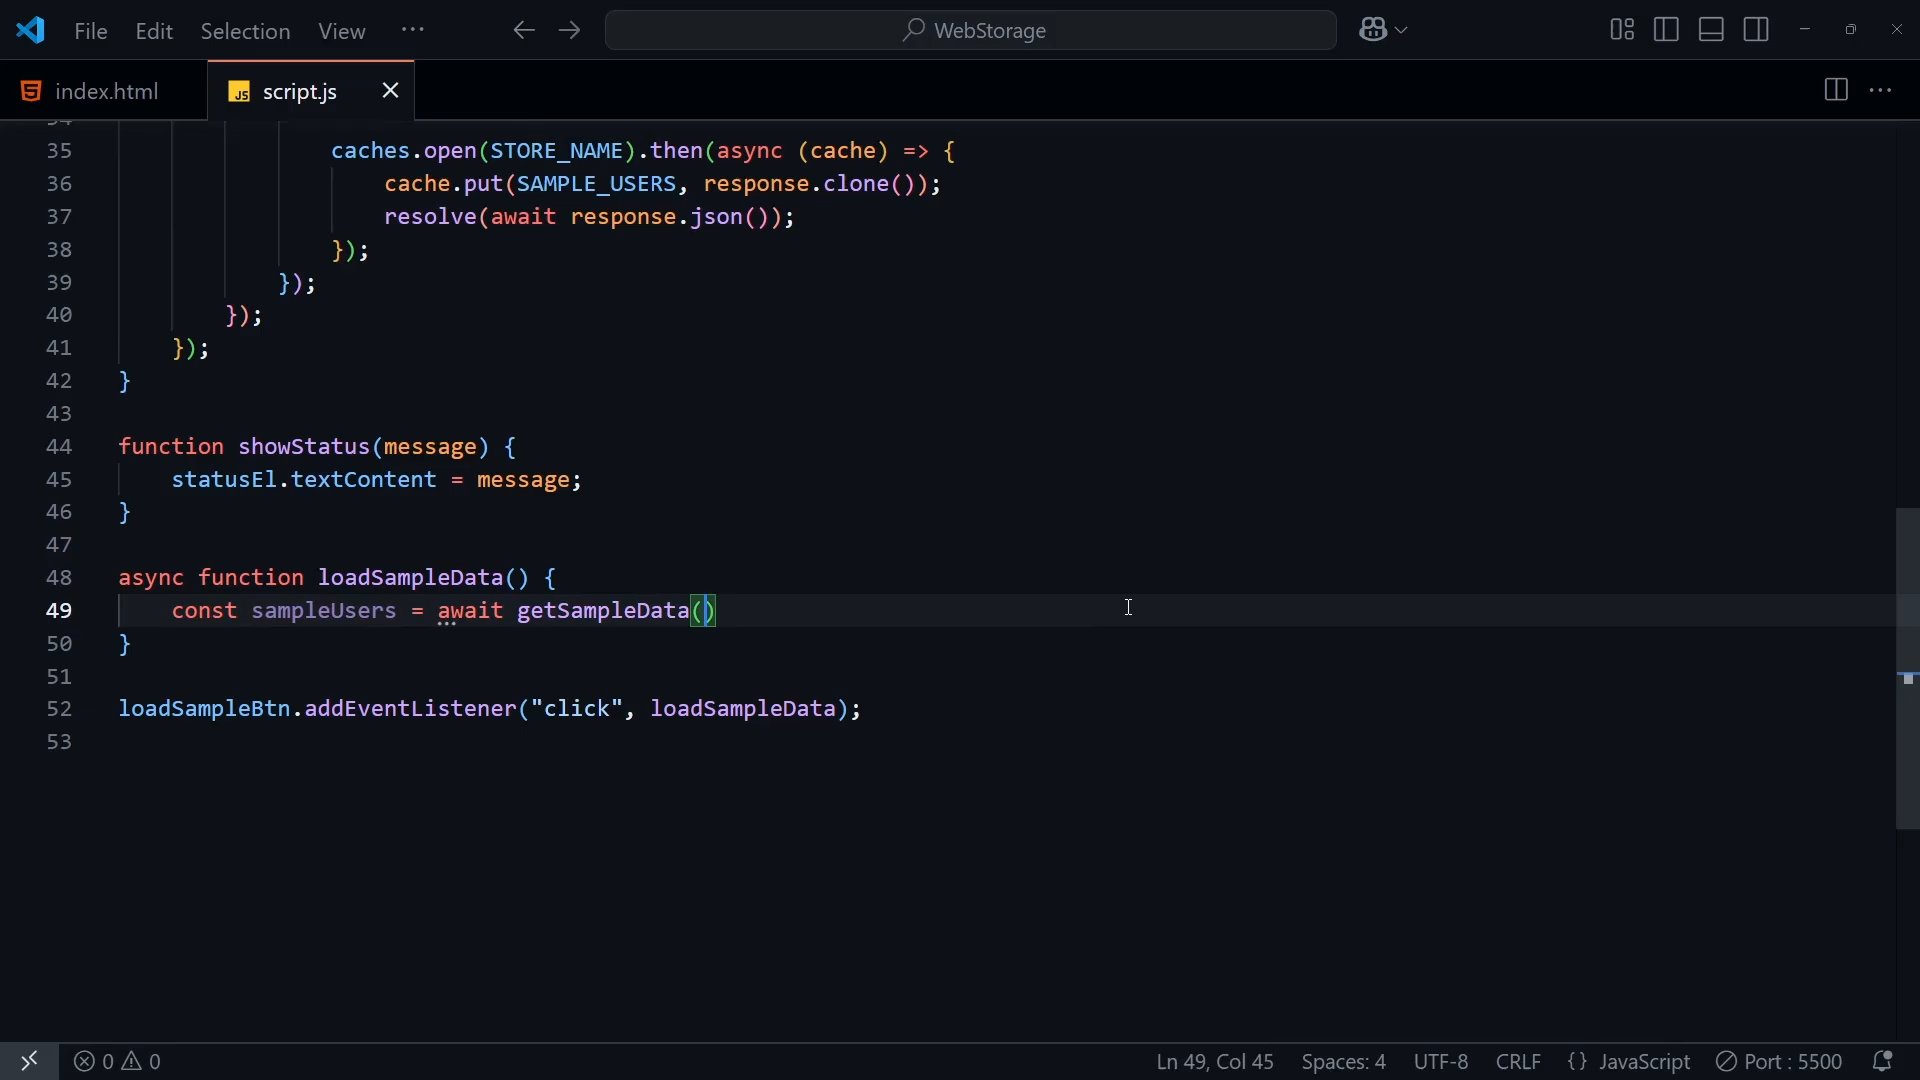 File Edit Selection View ··· WebStorage
index.html script.js
35 caches.open(STORE_NAME).then(async (cache) => {
36 cache.put(SAMPLE_USERS, response.clone());
37 resolve(await response.json());
38 });
39 });
40 });
41 });
42 }
43
44 function showStatus(message) {
45 statusEl.textContent = message;
46 }
47
48 async function loadSampleData() {
49 const sampleUsers = await getSampleData()
50 }
51
52 loadSampleBtn.addEventListener("click", loadSampleData);
53
0 0 Ln 49, Col 45 Spaces: 4 UTF-8 CRLF {} JavaScript Port : 5500